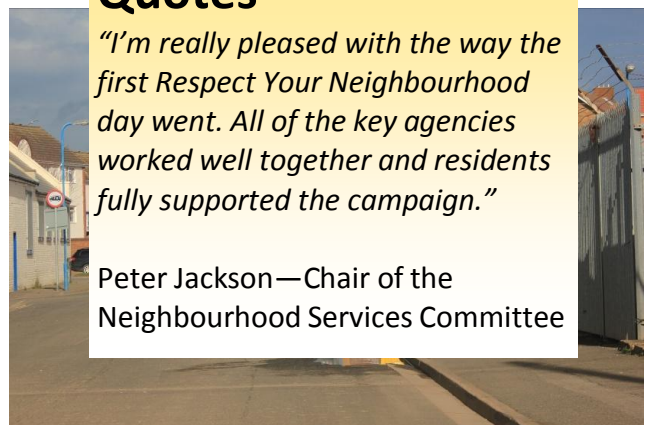 Quotes
“I’m really pleased with the way the
first Respect Your Neighbourhood
day went. All of the key agencies
worked well together and residents
fully supported the campaign.”
Peter Jackson—Chair of the
Neighbourhood Services Committee